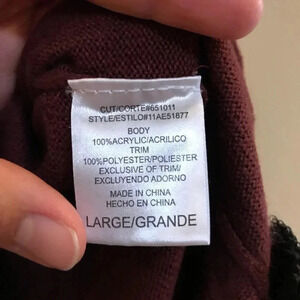 CUT/CORTE#651011
STYLE/ESTILO#11AE51877
BODY
100%ACRYLIC/ACRILICO
TRIM
100%POLYESTER/POLIESTER
EXCLUSIVE OF TRIM/
EXCLUYENDO ADORNO
MADE IN CHINA
HECHO EN CHINA
LARGE/GRANDE